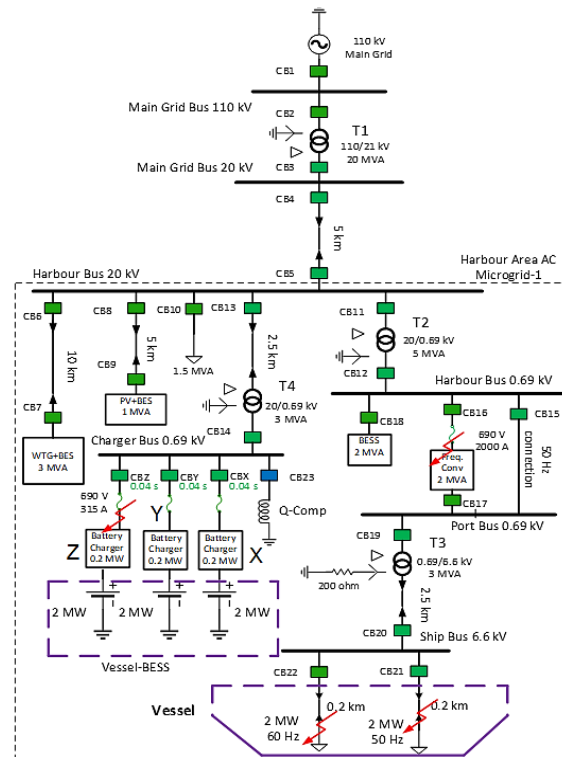 110 kV
Main Grid
CB1
Main Grid Bus 110 kV
CB2
T1
110/21 kV
20 MVA
Main Grid Bus 20 kV
CB3
CB4
5 km
Harbour Area AC
Microgrid-1
Harbour Bus 20 kV
CB5
CB6
CB8
CB10
CB13
CB11
10 km
5 km
1.5 MVA
2.5 km
T2
20/0.69 kV
5 MVA
CB9
PV+BES
1 MVA
T4
20/0.69 kV
3 MVA
CB12
Harbour Bus 0.69 kV
CB7
WTG+BES
3 MVA
CB14
Charger Bus 0.69 kV
CB18
BESS
2 MVA
CB16
CB15
690 V
2000 A
Freq.
Conv
2 MVA
50 Hz
connection
CBZ
0.04 s
CBY
0.04 s
CBX
0.04 s
CB23
690 V
315 A
Q-Comp
CB17
Port Bus 0.69 kV
Z
Battery
Charger
0.2 MW
Y
Battery
Charger
0.2 MW
Battery
Charger
0.2 MW
X
CB19
T3
0.69/6.6 kV
3 MVA
200 ohm
2.5 km
2 MW
2 MW
2 MW
Vessel-BESS
CB20
Ship Bus 6.6 kV
CB22
CB21
Vessel
0.2 km
0.2 km
2 MW
60 Hz
2 MW
50 Hz